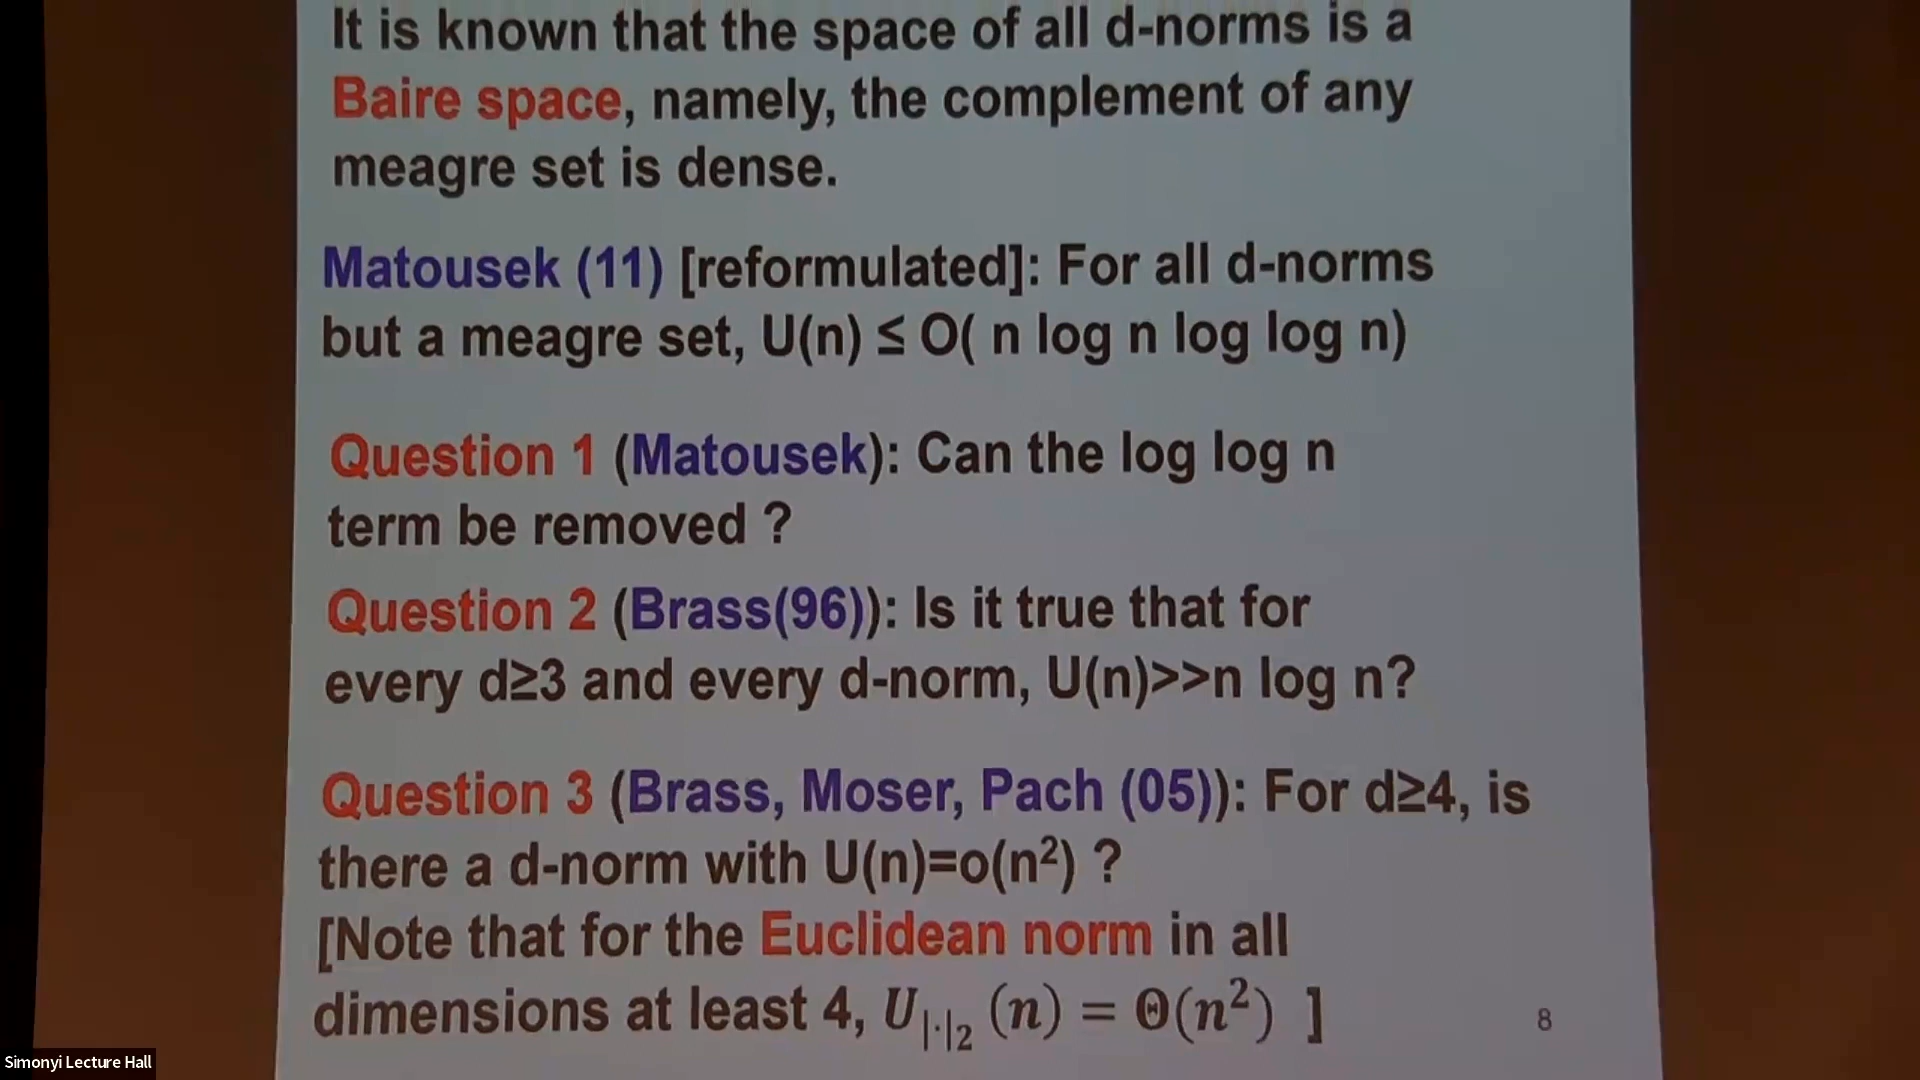 It is known that the space of all d-norms is a
Baire space, namely, the complement of any
meagre set is dense.
Matousek (11) [reformulated]: For all d-norms
but a meagre set, U(n) ≤ O( n log n log log n)
Question 1 (Matousek): Can the log log n
term be removed ?
Question 2 (Brass(96)): Is it true that for
every d≥3 and every d-norm, U(n)>>n log n?
Question 3 (Brass, Moser, Pach (05)): For d≥4, is
there a d-norm with U(n)=o(n²) ?
[Note that for the Euclidean norm in all
dimensions at least 4, U_{|·|₂} (n) = Θ(n²) ]
8
Simonyi Lecture Hall